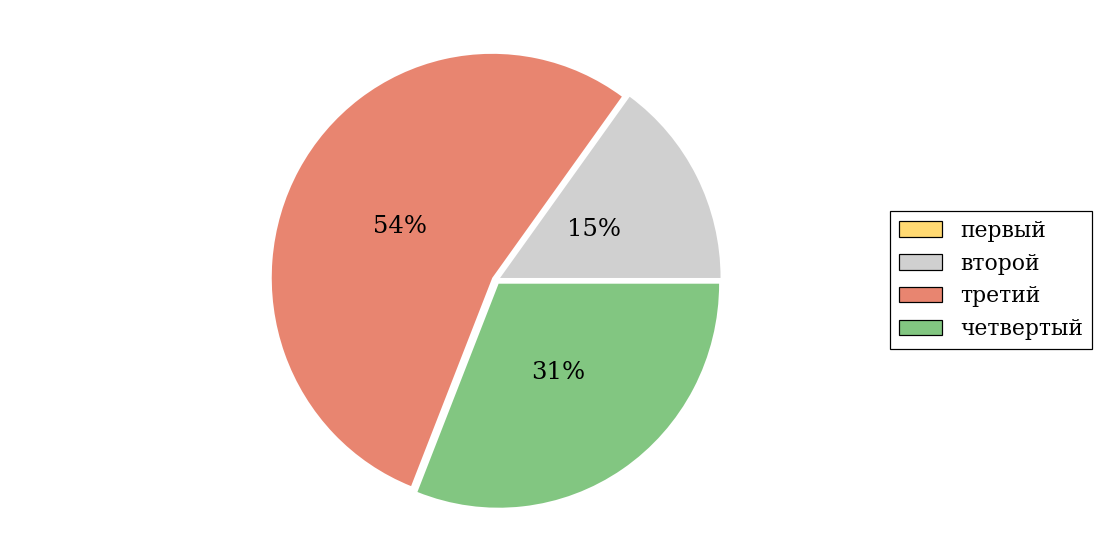 54%
15%
31%
первый
второй
третий
четвертый